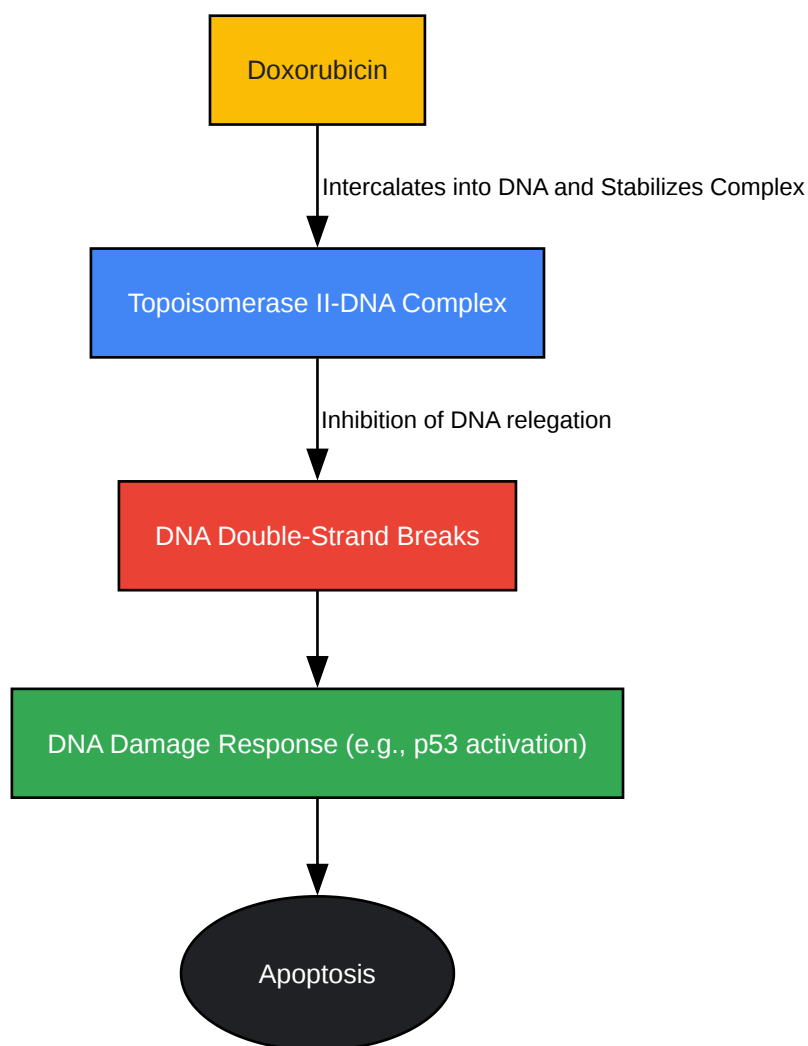 Doxorubicin
Intercalates into DNA and Stabilizes Complex
Topoisomerase II-DNA Complex
Inhibition of DNA relegation
DNA Double-Strand Breaks
DNA Damage Response (e.g., p53 activation)
Apoptosis